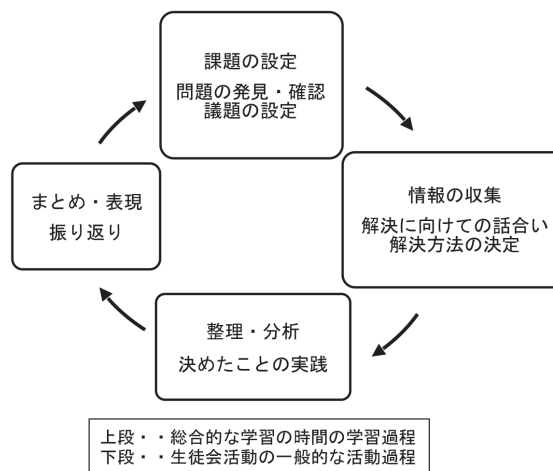 課題の設定
問題の発見・確認
議題の設定
情報の収集
解決に向けての話合い
解決方法の決定
整理・分析
決めたことの実践
まとめ・表現
振り返り
上段・・総合的な学習の時間の学習過程
下段・・生徒会活動の一般的な活動過程